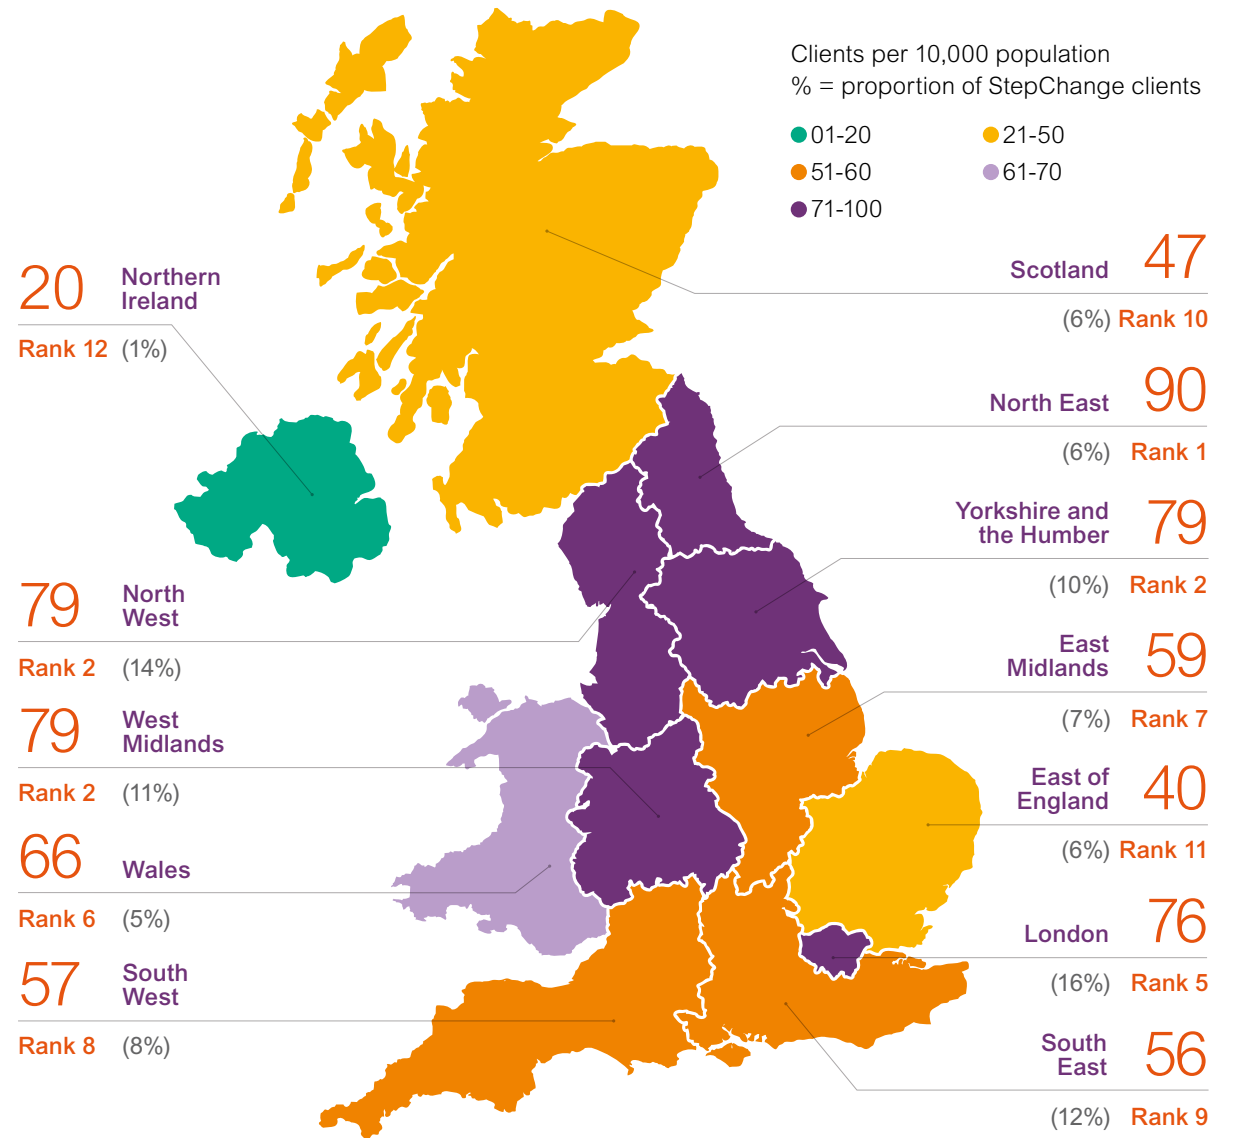 Clients per 10,000 population
% = proportion of StepChange clients
01-20
21-50
51-60
61-70
71-100
20
Northern
Ireland
Rank 12 (1%)
79
North
West
Rank 2 (14%)
79
West
Midlands
Rank 2 (11%)
66
Wales
Rank 6 (5%)
57
South
West
Rank 8 (8%)
Scotland 47
(6%) Rank 10
North East 90
(6%) Rank 1
Yorkshire and
the Humber
79
(10%) Rank 2
East
Midlands
59
(7%) Rank 7
East of
England
40
(6%) Rank 11
London 76
(16%) Rank 5
South
East
56
(12%) Rank 9